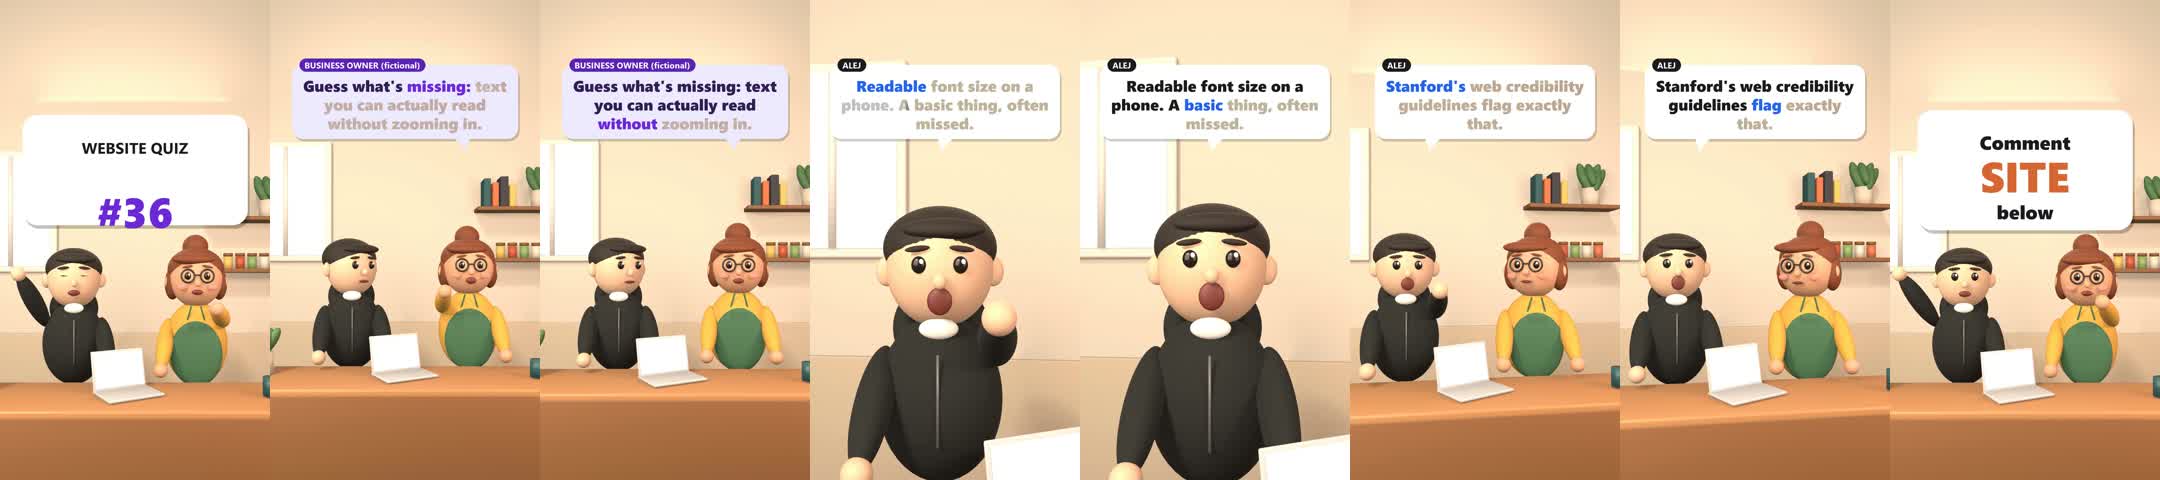 WEBSITE QUIZ
#36
BUSINESS OWNER (fictional)
Guess what's missing: text
you can actually read
without zooming in.
BUSINESS OWNER (fictional)
Guess what's missing: text
you can actually read
without zooming in.
ALEJ
Readable font size on a
phone. A basic thing, often
missed.
ALEJ
Readable font size on a
phone. A basic thing, often
missed.
ALEJ
Stanford's web credibility
guidelines flag exactly
that.
ALEJ
Stanford's web credibility
guidelines flag exactly
that.
Comment
SITE
below